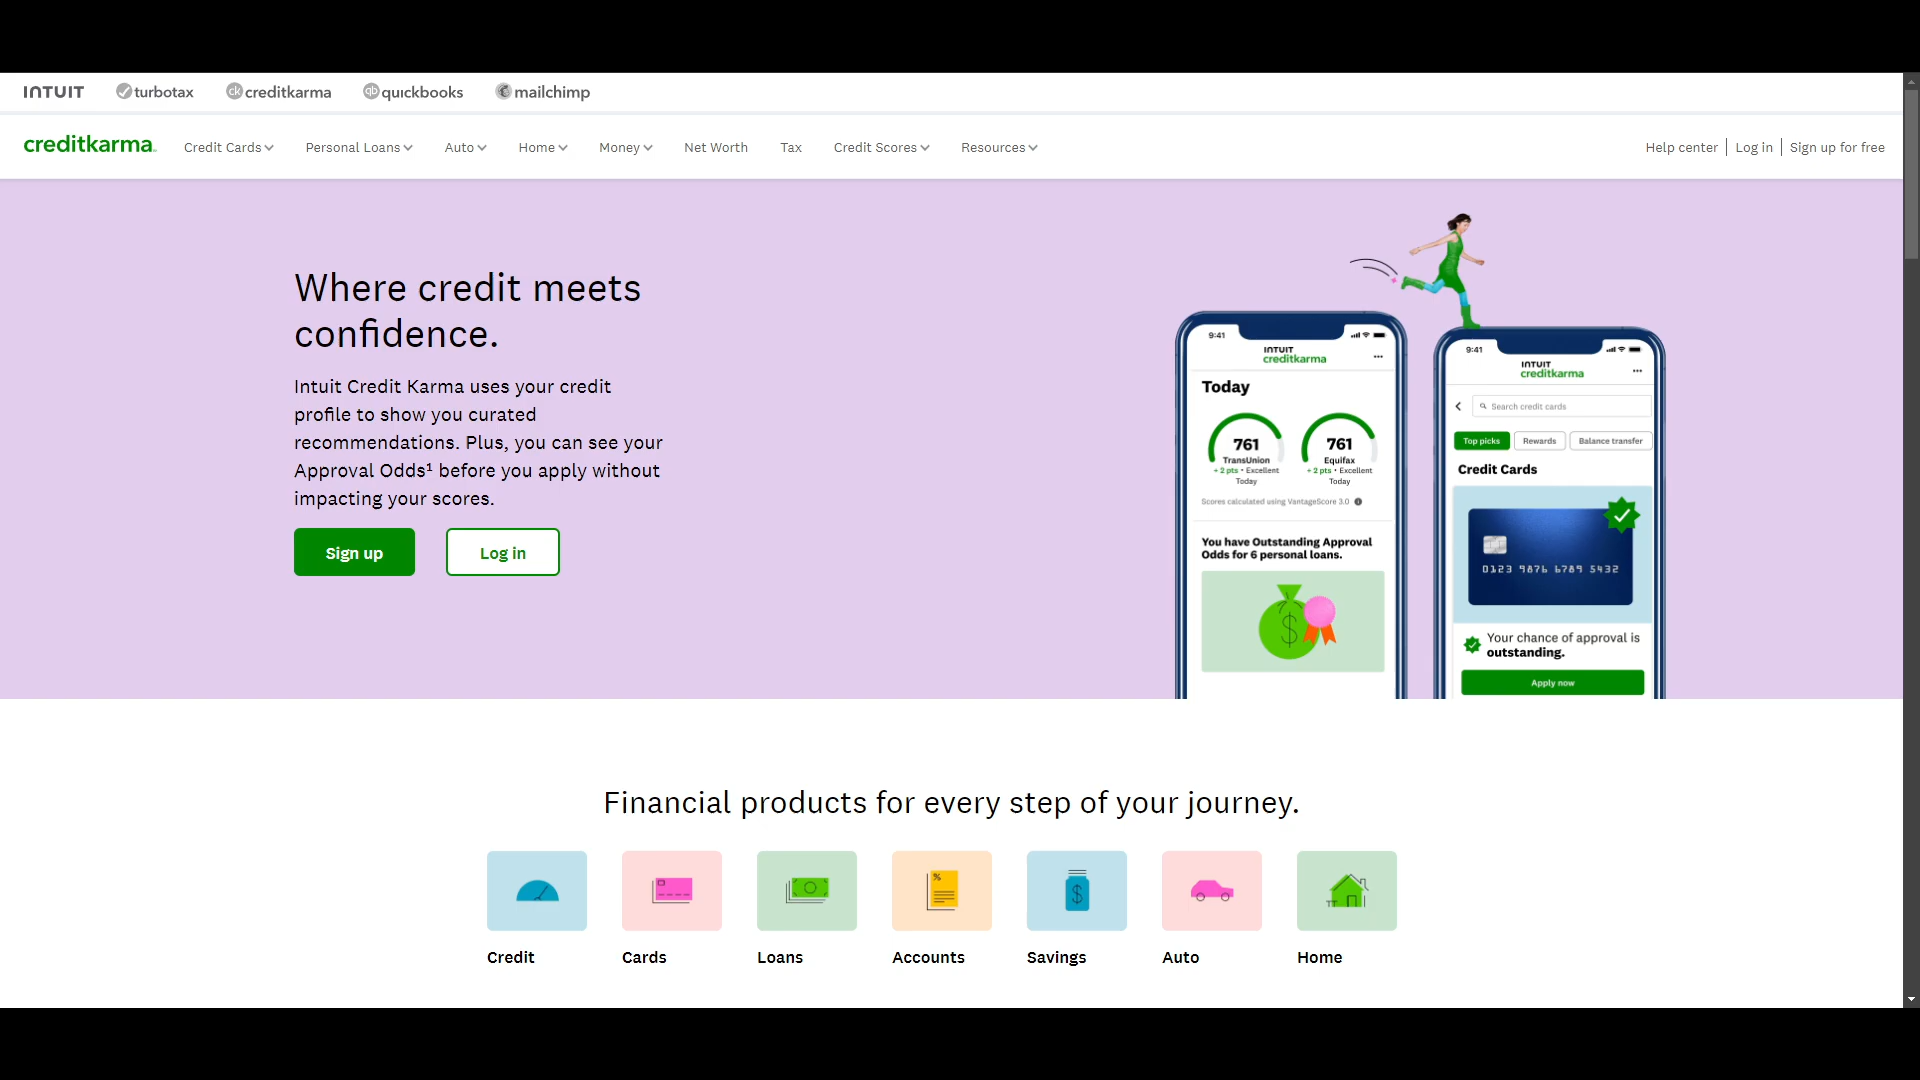 INTUIT
turbotax
creditkarma
quickbooks
mailchimp
creditkarma
Credit Cards
Personal Loans
Auto
Home
Money
Net Worth
Tax
Credit Scores
Resources
Help center
Log in
Sign up for free
Where credit meets
confidence.
Intuit Credit Karma uses your credit
profile to show you curated
recommendations. Plus, you can see your
Approval Odds¹ before you apply without
impacting your scores.
Sign up
Log in
9:41
INTUIT
creditkarma
Today
761
TransUnion
+ 2 pts • Excellent
Today
761
Equifax
+ 2 pts • Excellent
Today
Scores calculated using VantageScore 3.0
You have Outstanding Approval
Odds for 6 personal loans.
$
9:41
INTUIT
creditkarma
Search credit cards
Top picks
Rewards
Balance transfer
Credit Cards
0123 9876 6789 5432
Your chance of approval is
outstanding.
Apply now
Financial products for every step of your journey.
%
$
Credit
Cards
Loans
Accounts
Savings
Auto
Home